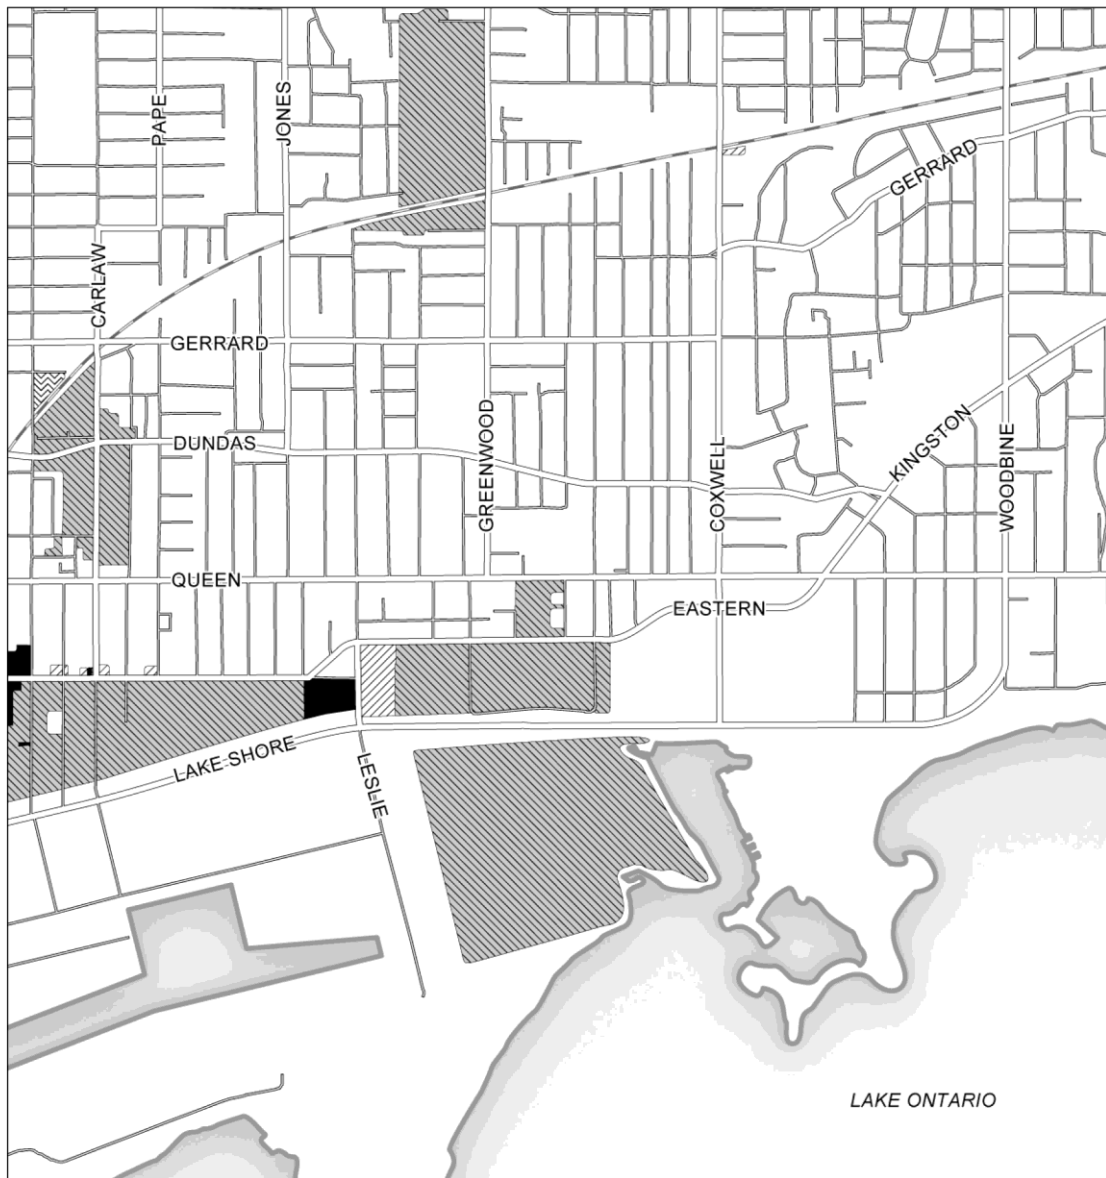 PAPE
JONES
GERRARD
CARLAW
GERRARD
KINGSTON
DUNDAS
GREENWOOD
COXWELL
WOODBINE
QUEEN
EASTERN
LAKE SHORE
LESLIE
LAKE ONTARIO